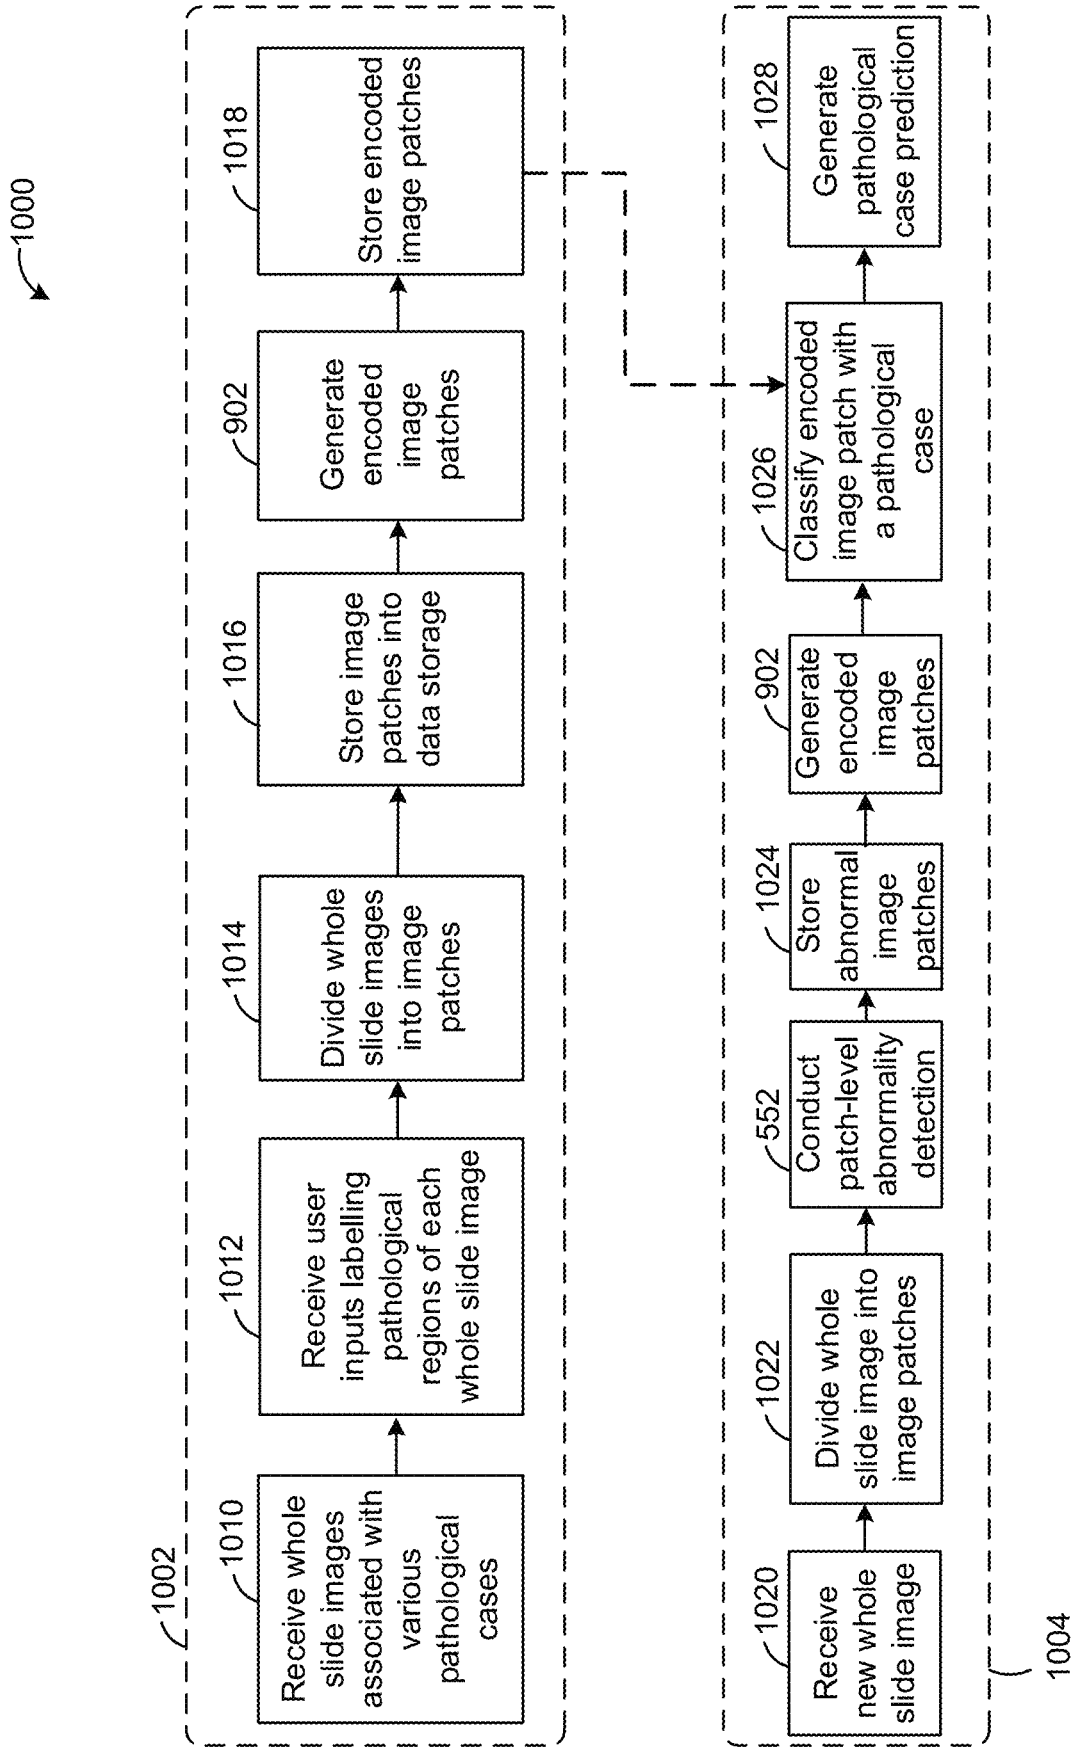 1000
1002
1010
Receive whole
slide images
associated with
various
pathological
cases
1012
Receive user
inputs labelling
pathological
regions of each
whole slide image
1014
Divide whole
slide images
into image
patches
1016
Store image
patches into
data storage
902
Generate
encoded
image
patches
1018
Store encoded
image patches
1020
Receive
new whole
slide image
1022
Divide whole
slide image into
image patches
552
Conduct
patch-level
abnormality
detection
1024
Store
abnormal
image
patches
902
Generate
encoded
image
patches
1026
Classify encoded
image patch with
a pathological
case
1028
Generate
pathological
case prediction
1004